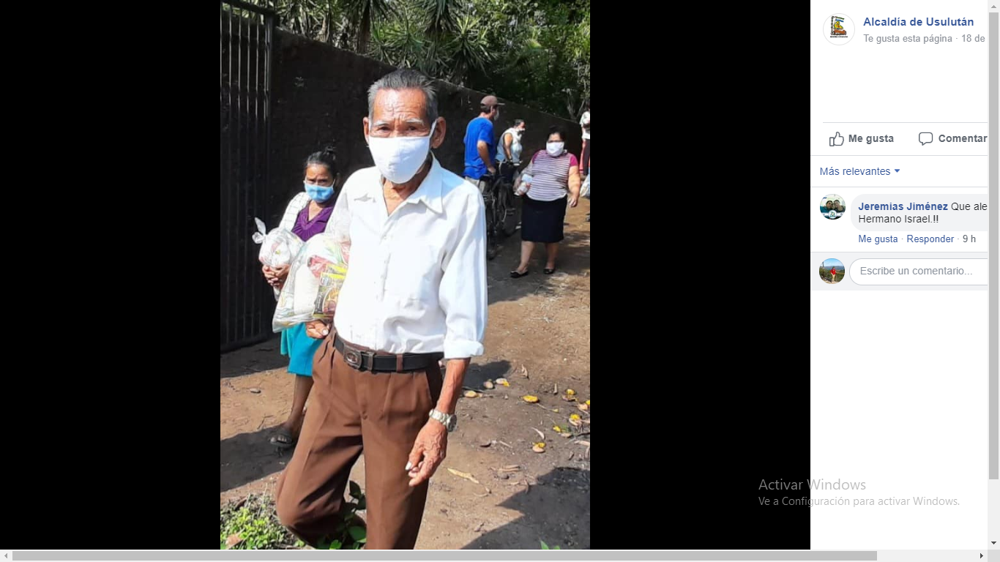 Alcaldía de Usulután
Te gusta esta página · 18 de
Me gusta
Comentar
Más relevantes
Jeremias Jiménez Que ale
Hermano Israel.!!
Me gusta · Responder · 9 h
Escribe un comentario...
Activar Windows
Ve a Configuración para activar Windows.